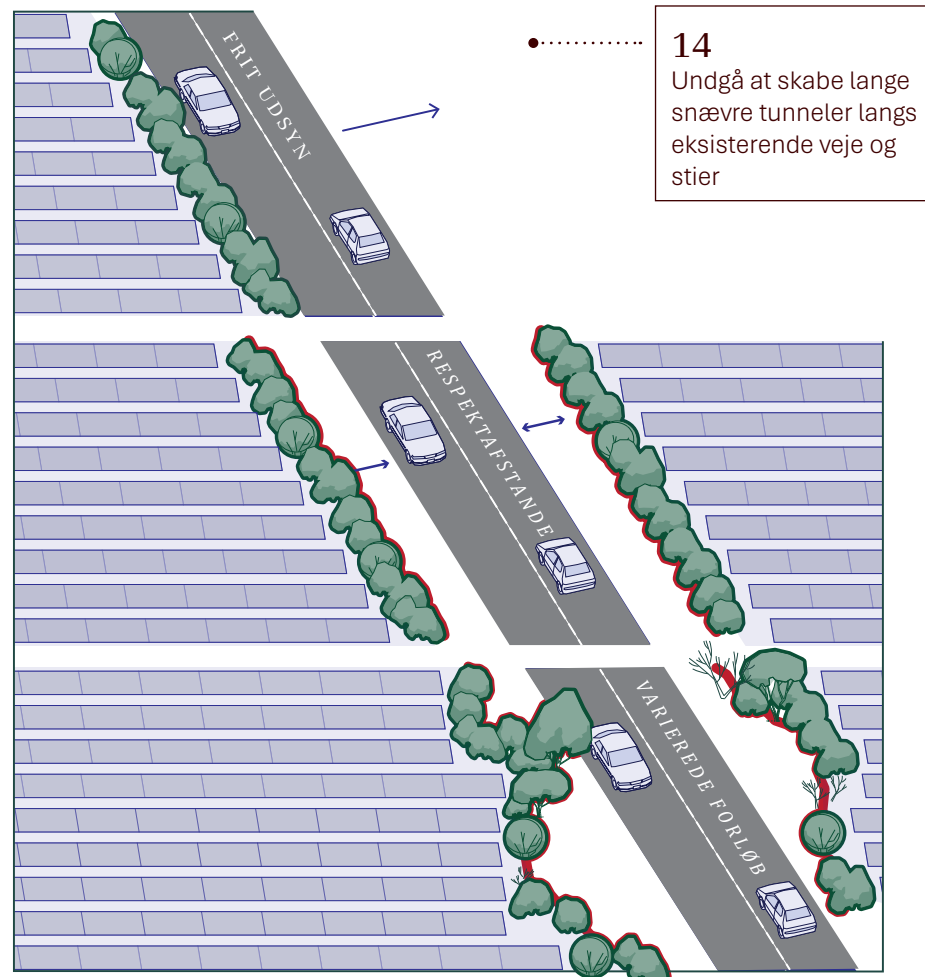 14
Undgå at skabe lange
snævre tunneler langs
eksisterende veje og
stier
FRIT UDSYN
RESPEKTAFSTANDE
VARIEREDE FORLØB